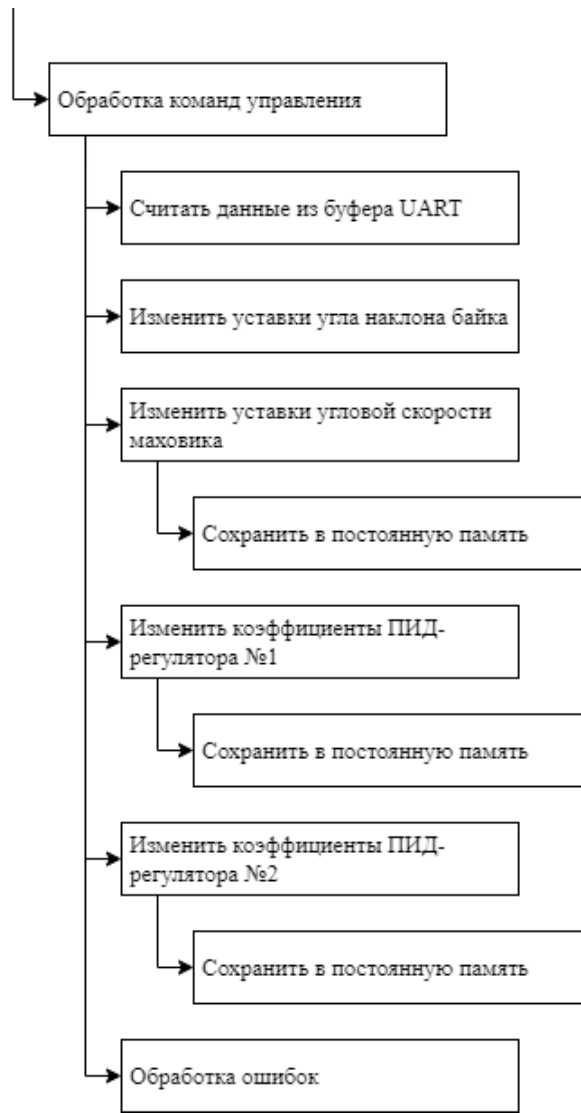 Обработка команд управления
Считать данные из буфера UART
Изменить уставки угла наклона байка
Изменить уставки угловой скорости
маховика
Сохранить в постоянную память
Изменить коэффициенты ПИД-
регулятора №1
Сохранить в постоянную память
Изменить коэффициенты ПИД-
регулятора №2
Сохранить в постоянную память
Обработка ошибок